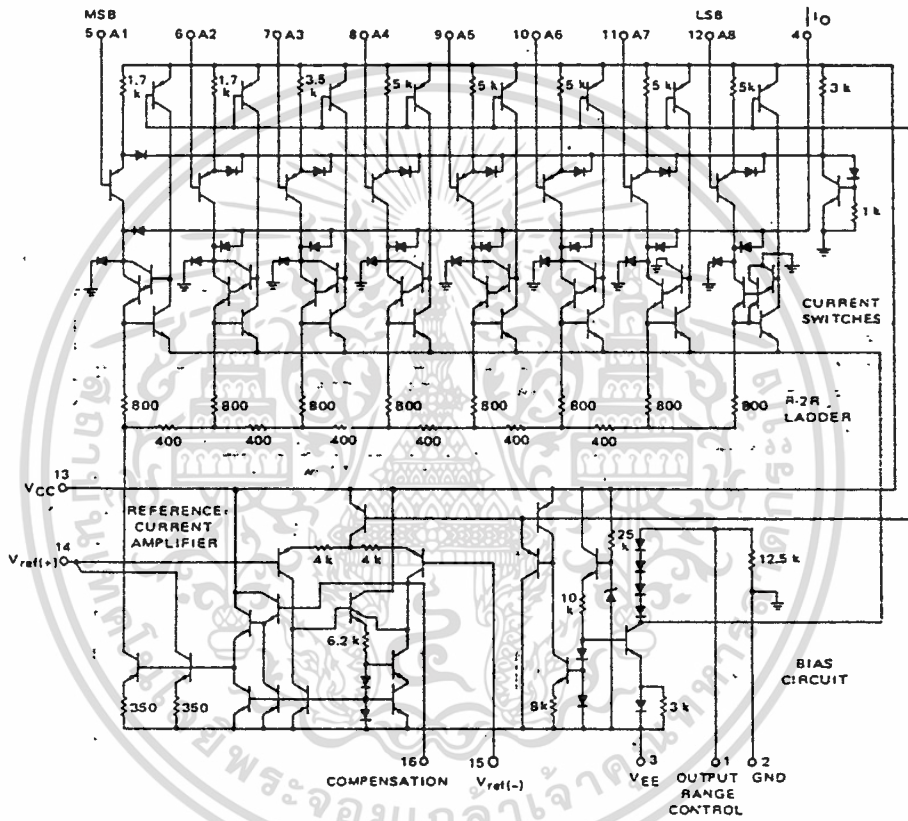 MSB
LSB
IO
5 A1
6 A2
7 A3
8 A4
9 A5
10 A6
11 A7
12 A8
4
1.7 k
1.7 k
3.5 k
5 k
5 k
5 k
5 k
5k
3 k
1 k
CURRENT
SWITCHES
R-2R
LADDER
800
800
800
800
800
800
800
800
400
400
400
400
400
400
400
13
VCC
REFERENCE
CURRENT
AMPLIFIER
14
Vref(+)
4 k
4 k
25 k
12.5 k
10 k
6.2 k
BIAS
CIRCUIT
350
350
8k
3 k
16
COMPENSATION
15
Vref(-)
3
VEE
1
OUTPUT
RANGE
CONTROL
2
GND